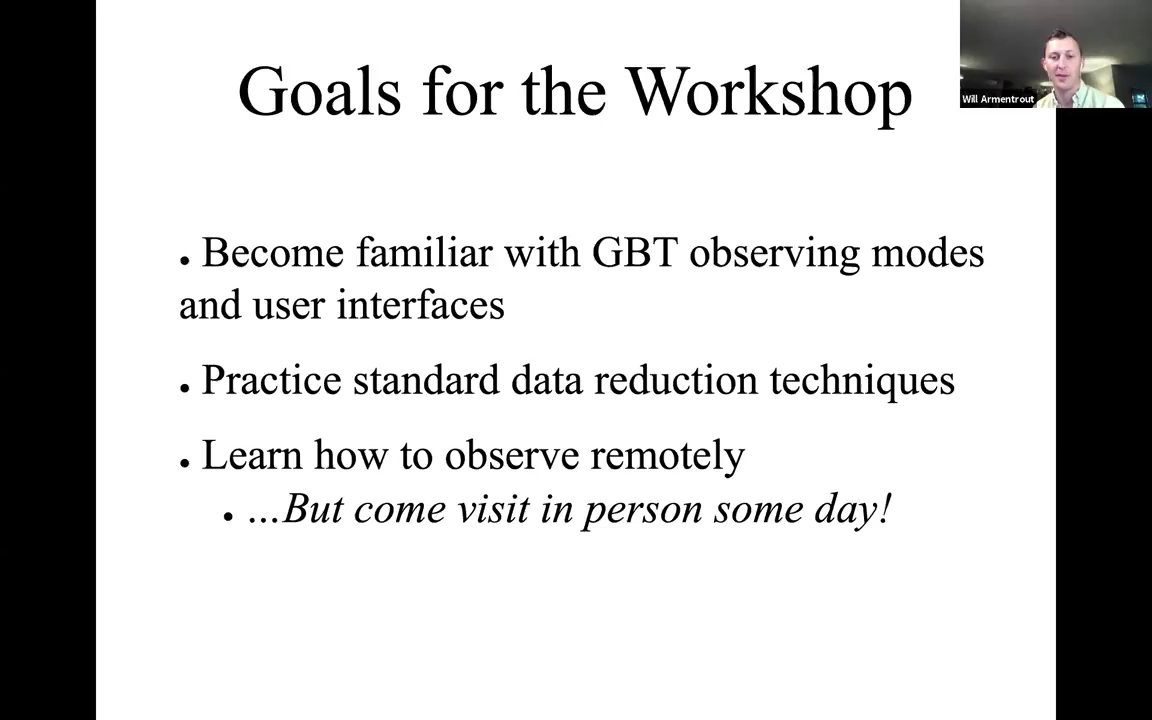 Goals for the Workshop
Will Armentrout
• Become familiar with GBT observing modes
and user interfaces
• Practice standard data reduction techniques
• Learn how to observe remotely
• ...But come visit in person some day!